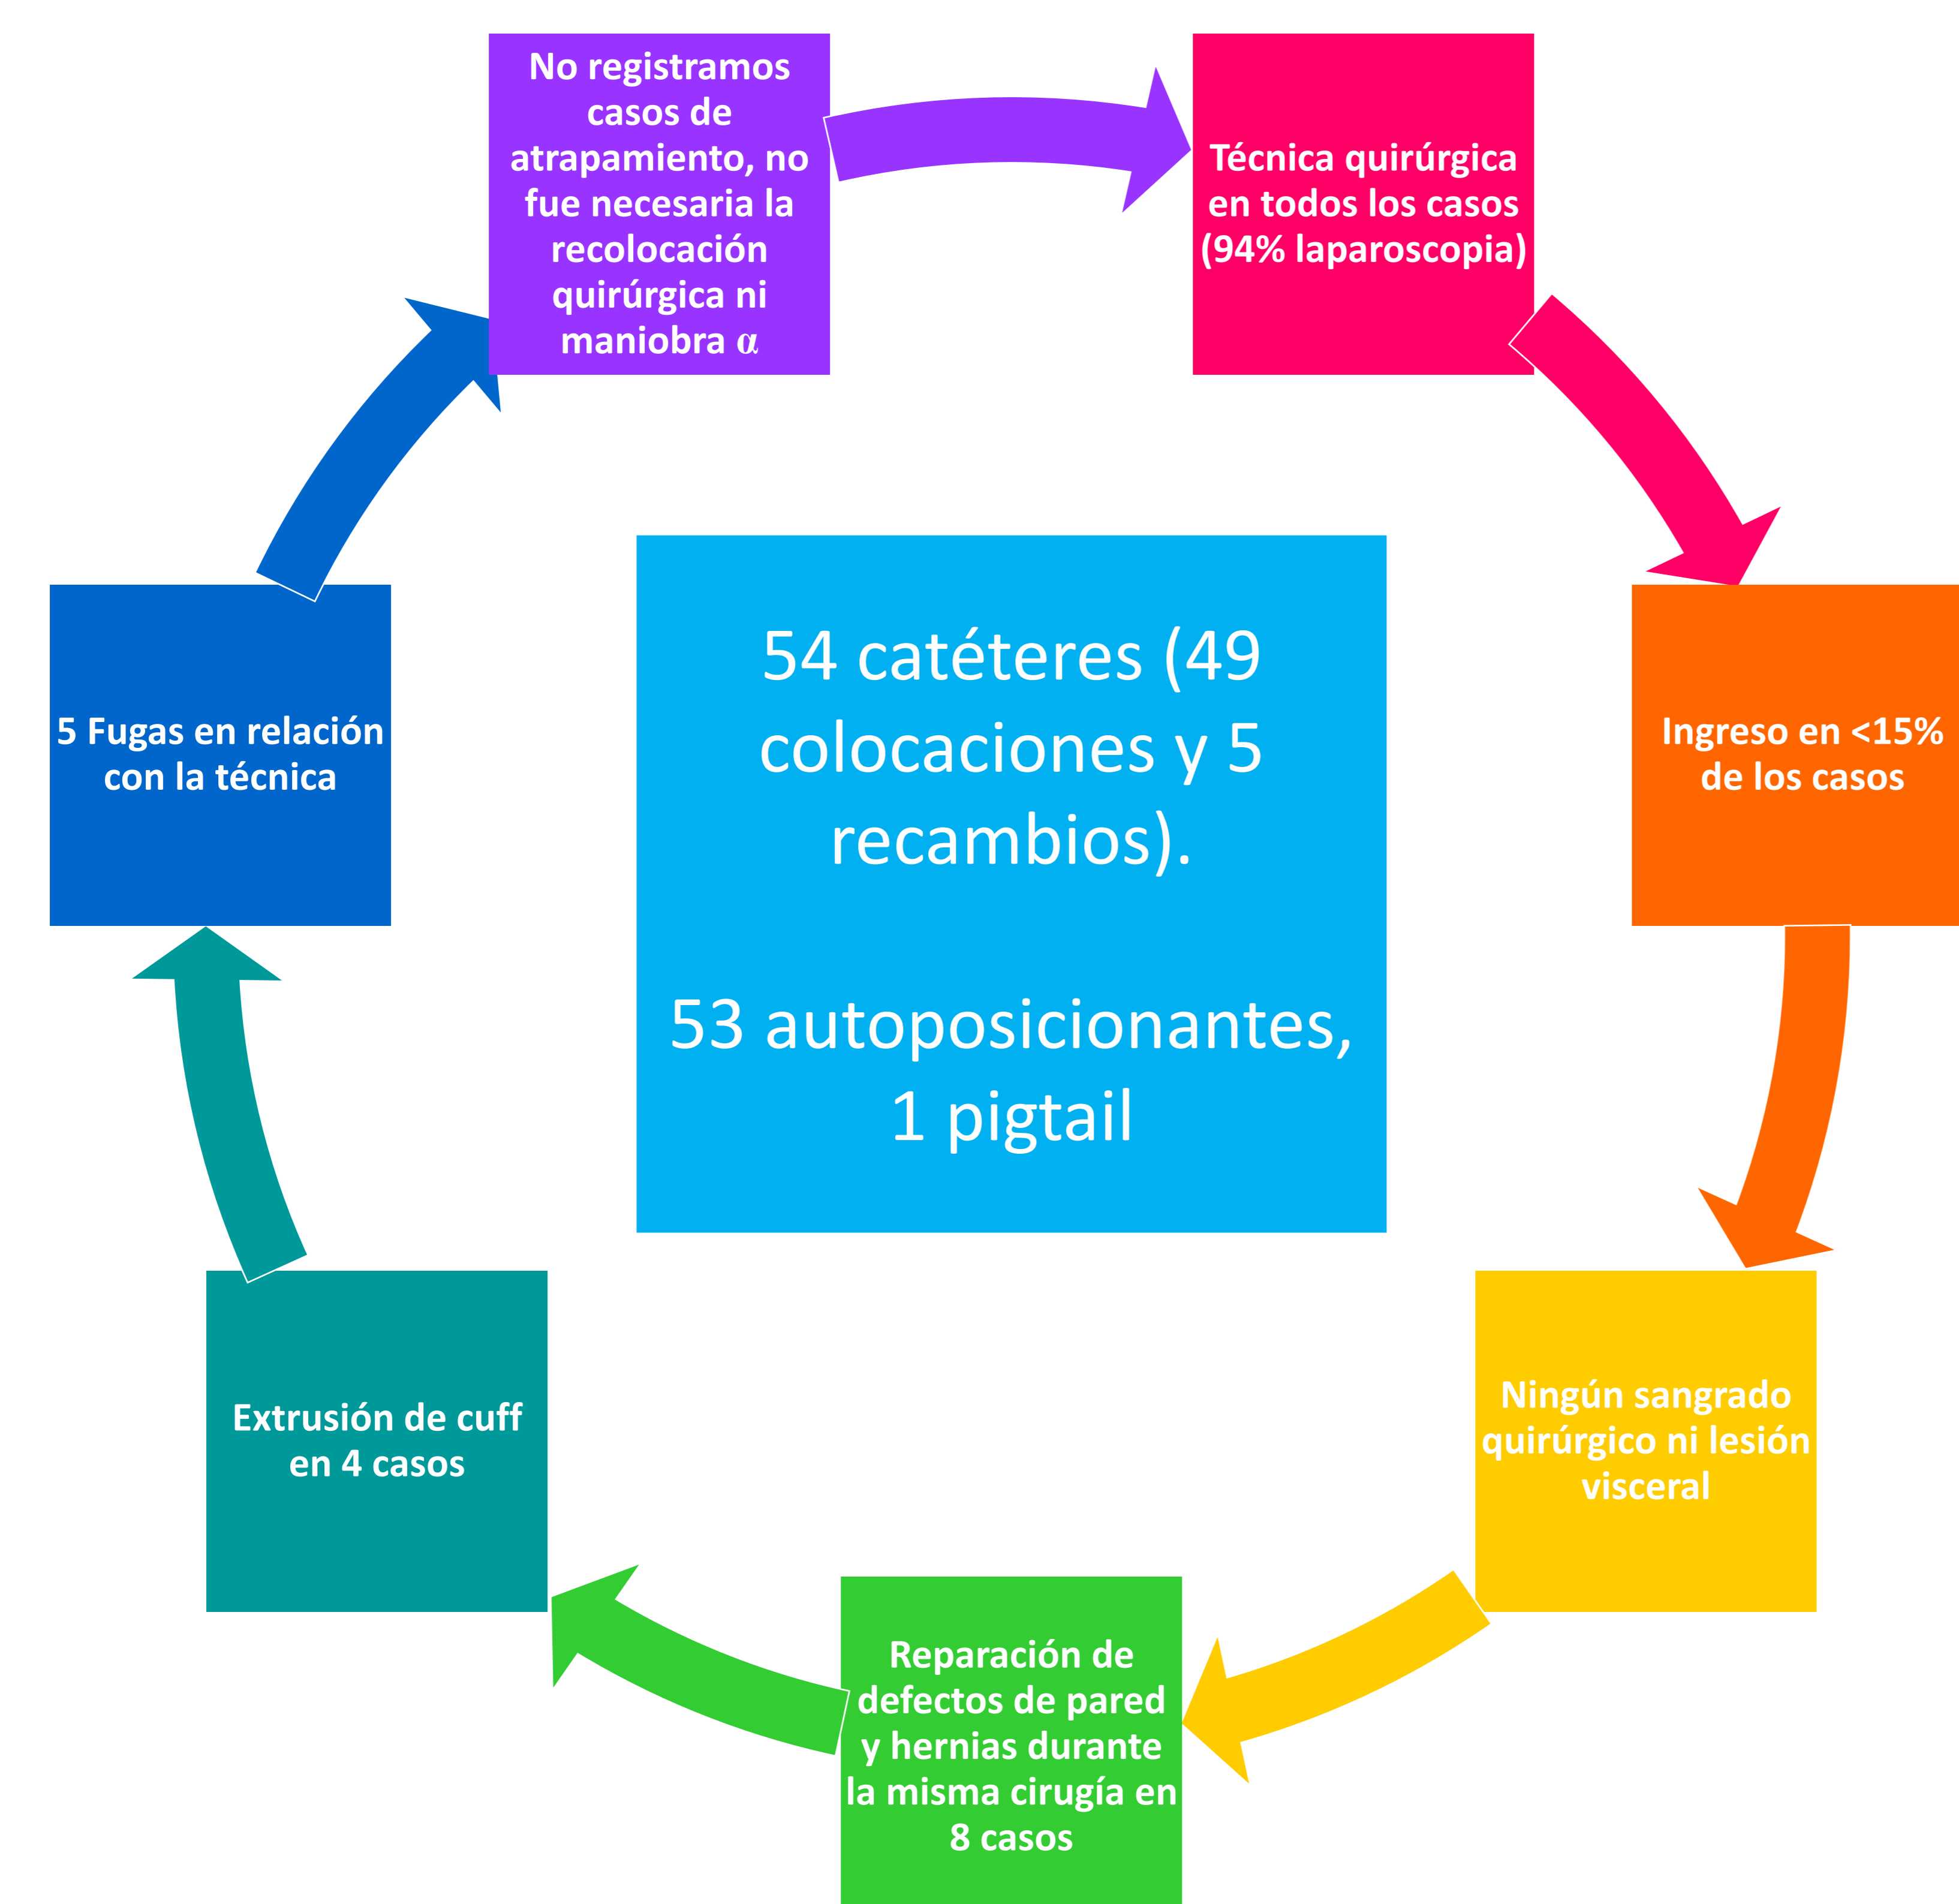 No registramos
casos de
atrapamiento, no
fue necesaria la
recolocación
quirúrgica ni
maniobra α
Técnica quirúrgica
en todos los casos
(94% laparoscopia)
Ingreso en <15%
de los casos
Ningún sangrado
quirúrgico ni lesión
visceral
Reparación de
defectos de pared
y hernias durante
la misma cirugía en
8 casos
Extrusión de cuff
en 4 casos
5 Fugas en relación
con la técnica
54 catéteres (49
colocaciones y 5
recambios).
53 autoposicionantes,
1 pigtail